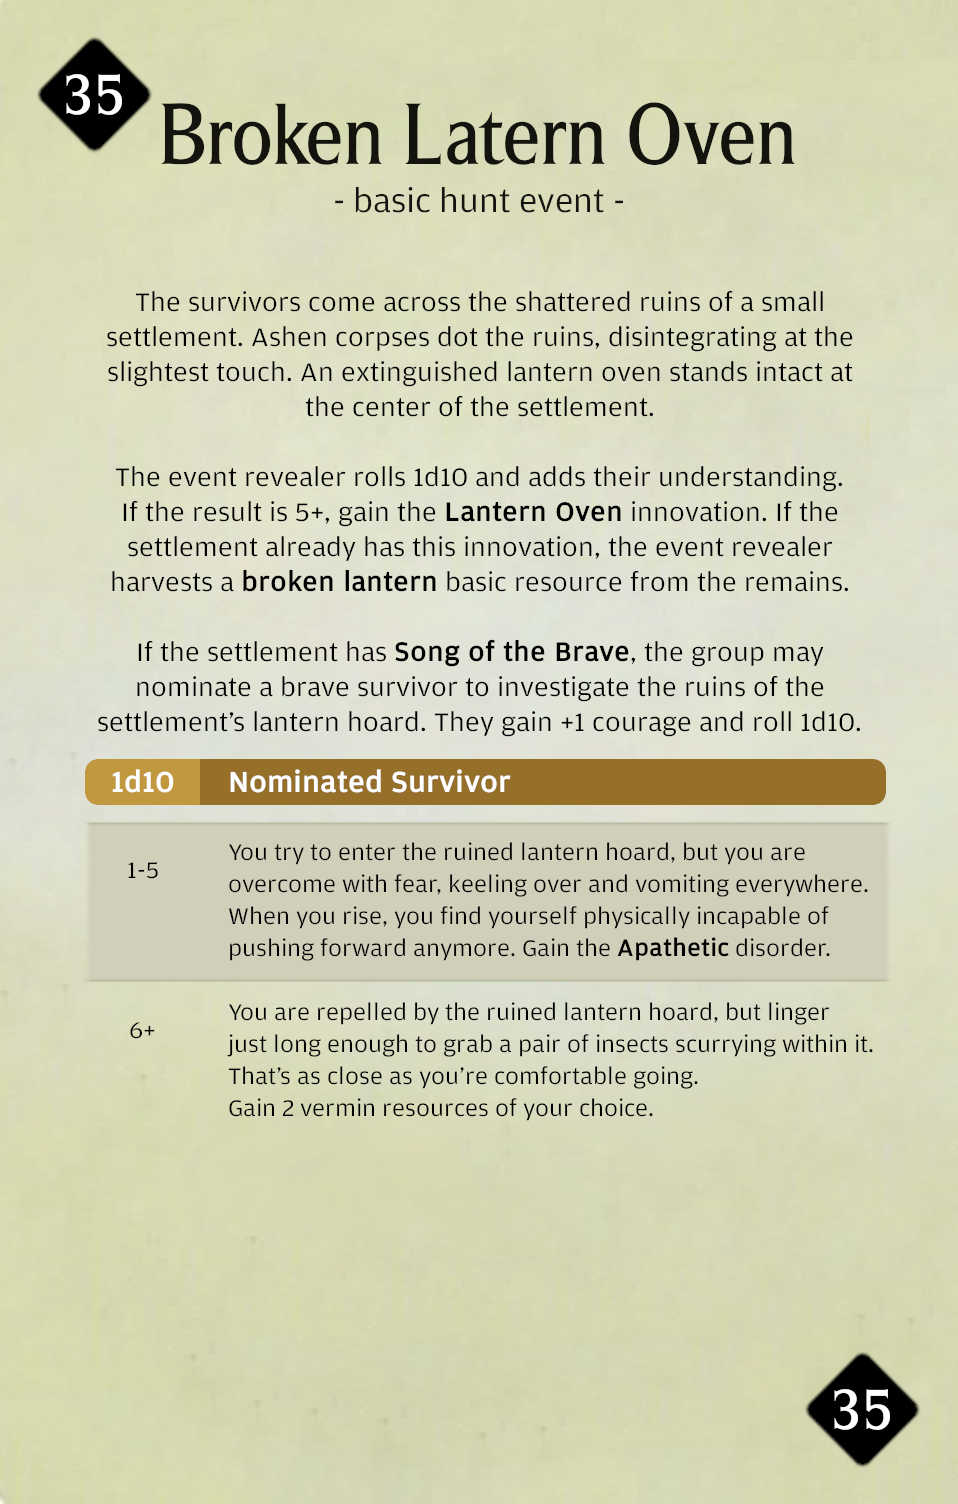 35
Broken Latern Oven
- basic hunt event -
The survivors come across the shattered ruins of a small
settlement. Ashen corpses dot the ruins, disintegrating at the
slightest touch. An extinguished lantern oven stands intact at
the center of the settlement.
The event revealer rolls 1d10 and adds their understanding.
If the result is 5+, gain the Lantern Oven innovation. If the
settlement already has this innovation, the event revealer
harvests a broken lantern basic resource from the remains.
If the settlement has Song of the Brave, the group may
nominate a brave survivor to investigate the ruins of the
settlement’s lantern hoard. They gain +1 courage and roll 1d10.
1d10 Nominated Survivor
1-5 You try to enter the ruined lantern hoard, but you are
overcome with fear, keeling over and vomiting everywhere.
When you rise, you find yourself physically incapable of
pushing forward anymore. Gain the Apathetic disorder.
6+ You are repelled by the ruined lantern hoard, but linger
just long enough to grab a pair of insects scurrying within it.
That’s as close as you’re comfortable going.
Gain 2 vermin resources of your choice.
35